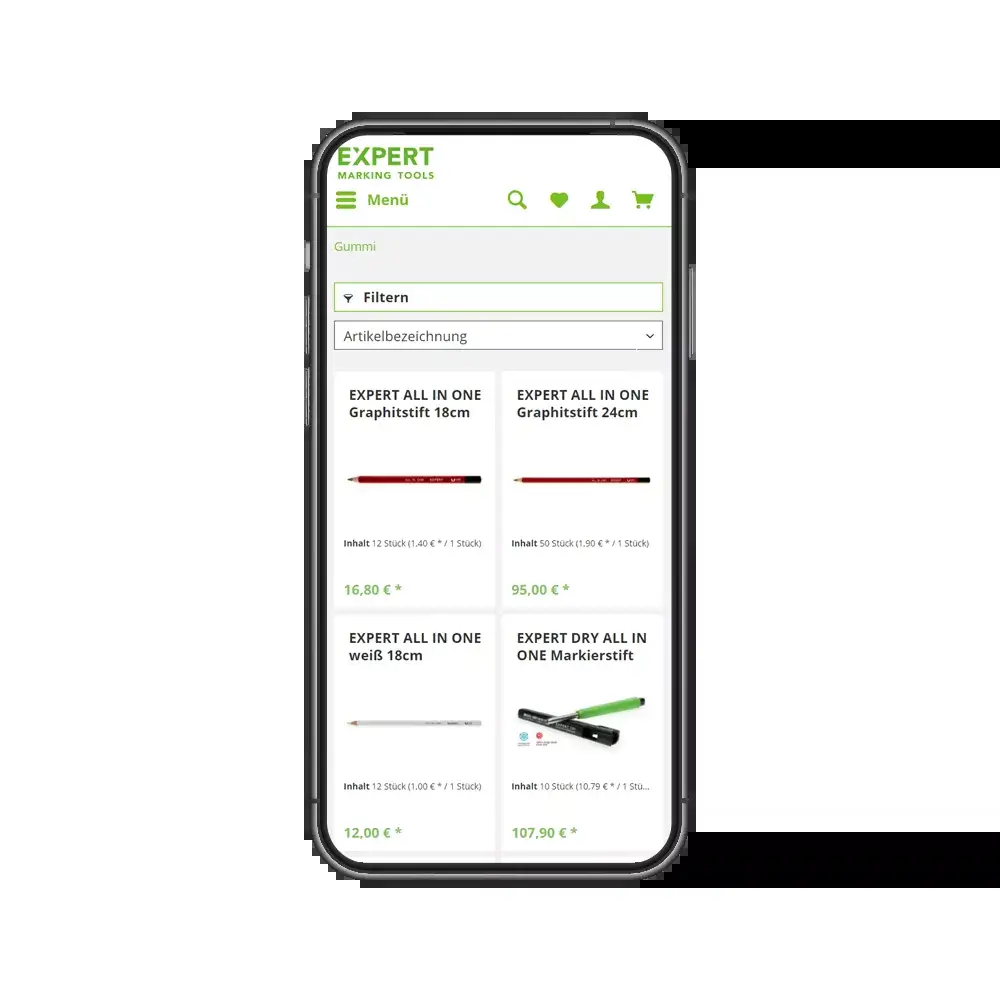 EXPERT
MARKING TOOLS
Menü
Gummi
Filtern
Artikelbezeichnung
EXPERT ALL IN ONE
Graphitstift 18cm
EXPERT ALL IN ONE
Graphitstift 24cm
EXPERT
EXPERT
Inhalt 12 Stück (1,40 € * / 1 Stück)
Inhalt 50 Stück (1,90 € * / 1 Stück)
16,80 € *
95,00 € *
EXPERT ALL IN ONE
weiß 18cm
EXPERT DRY ALL IN
ONE Markierstift
Inhalt 12 Stück (1,00 € * / 1 Stück)
Inhalt 10 Stück (10,79 € * / 1 Stü...
12,00 € *
107,90 € *